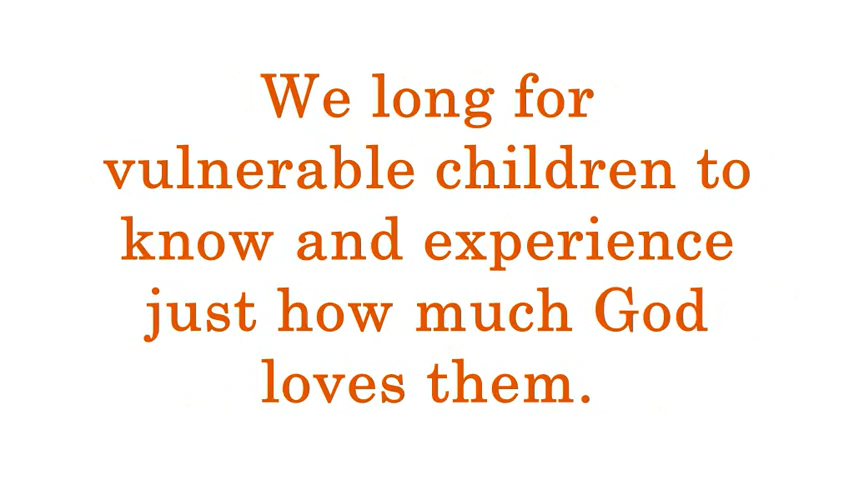 We long for
vulnerable children to
know and experience
just how much God
loves them.